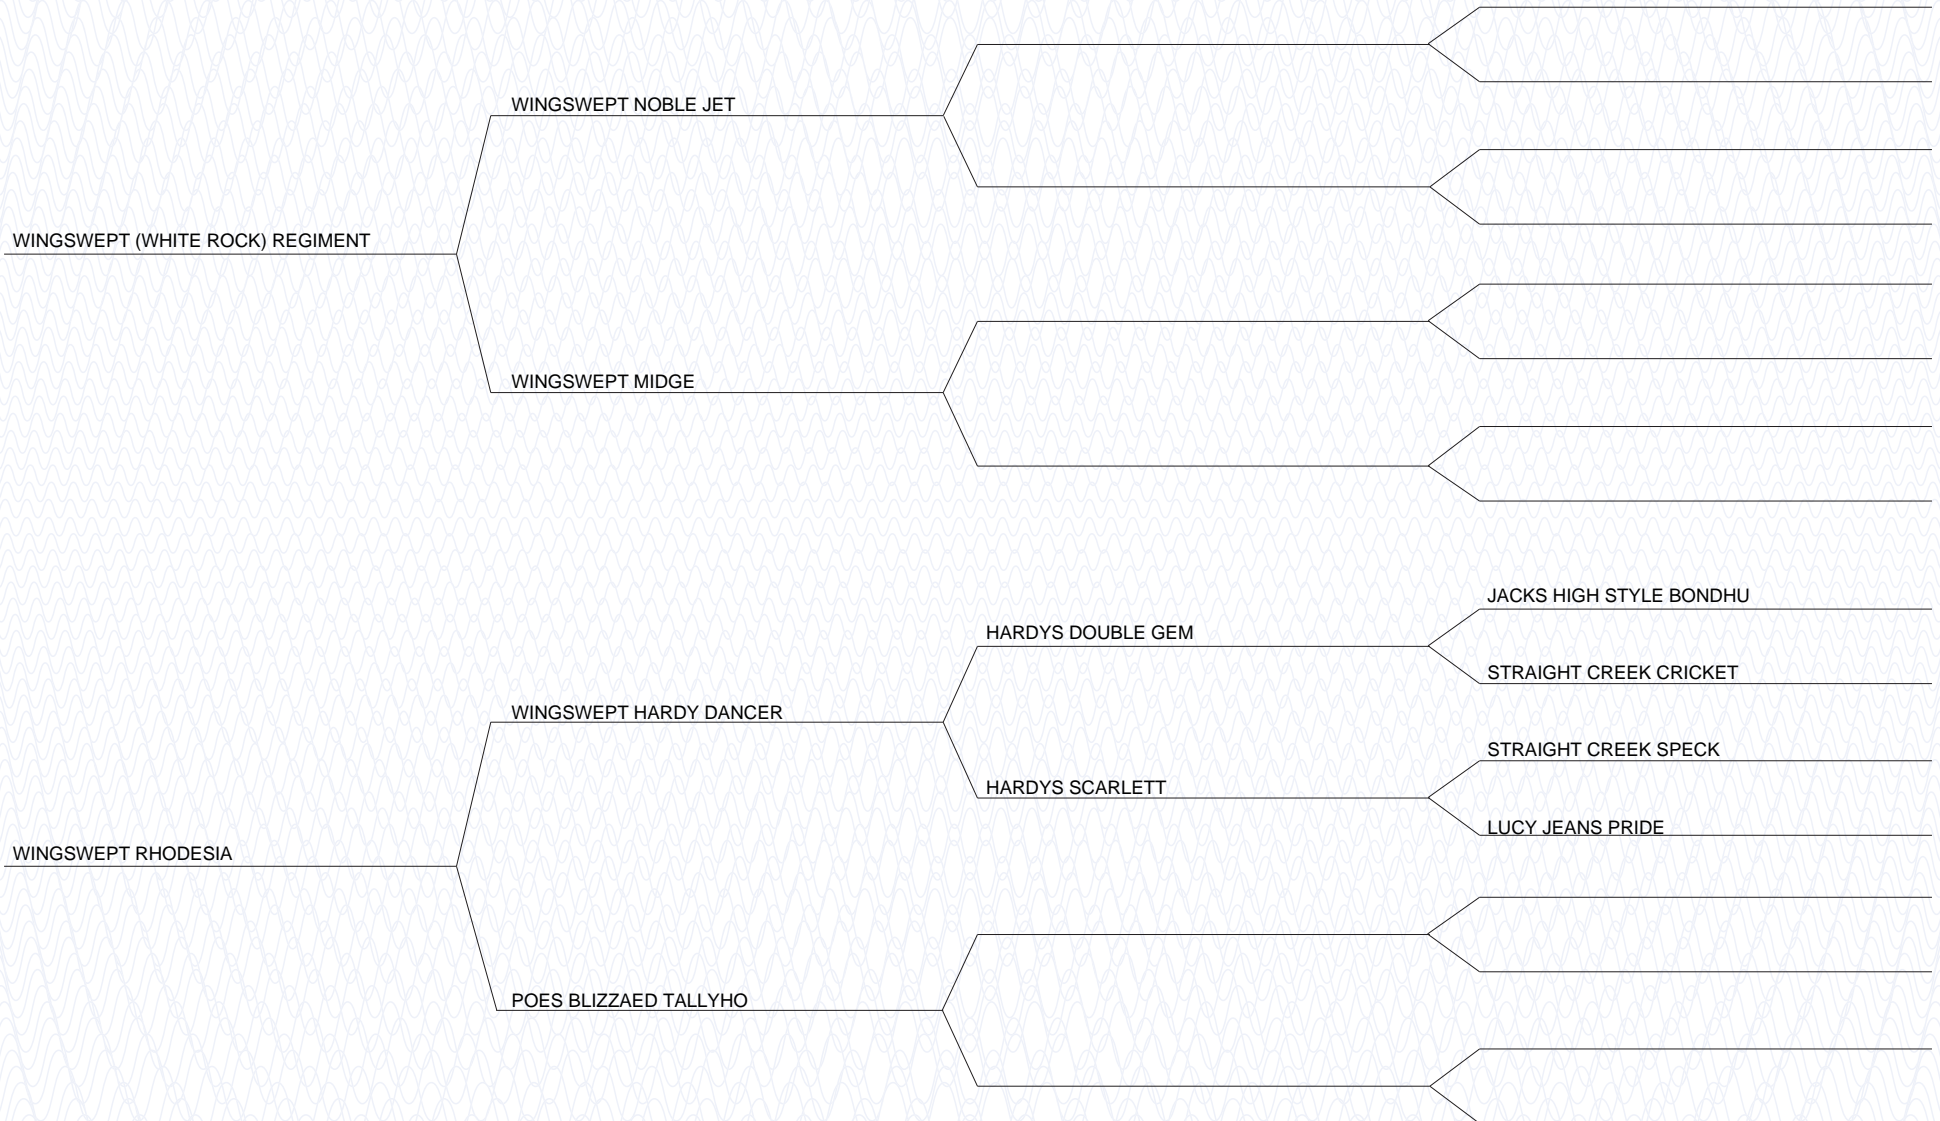 WINGSWEPT NOBLE JET
WINGSWEPT (WHITE ROCK) REGIMENT
WINGSWEPT MIDGE
JACKS HIGH STYLE BONDHU
HARDYS DOUBLE GEM
STRAIGHT CREEK CRICKET
WINGSWEPT HARDY DANCER
STRAIGHT CREEK SPECK
HARDYS SCARLETT
LUCY JEANS PRIDE
WINGSWEPT RHODESIA
POES BLIZZAED TALLYHO